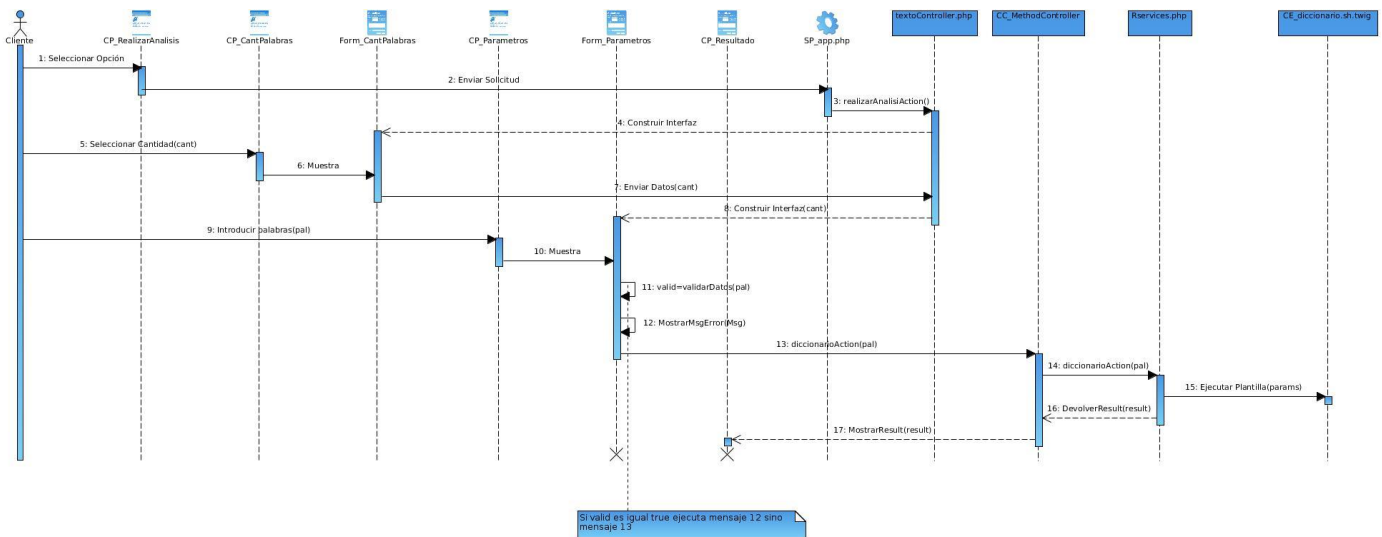 Cliente
CP_RealizarAnalisis
CP_CantPalabras
Form_CantPalabras
CP_Parametros
Form_Parametros
CP_Resultado
SP_app.php
textoController.php
CC_MethodController
Rservices.php
CE_diccionario.sh.twig
1: Seleccionar Opción
2: Enviar Solicitud
3: realizarAnalisiAction()
4: Construir Interfaz
5: Seleccionar Cantidad(cant)
6: Muestra
7: Enviar Datos(cant)
8: Construir Interfaz(cant)
9: Introducir palabras(pal)
10: Muestra
11: valid=validarDatos(pal)
12: MostrarMsgError(Msg)
13: diccionarioAction(pal)
14: diccionarioAction(pal)
15: Ejecutar Plantilla(params)
16: DevolverResult(result)
17: MostrarResult(result)
Si valid es igual true ejecuta mensaje 12 sino
mensaje 13